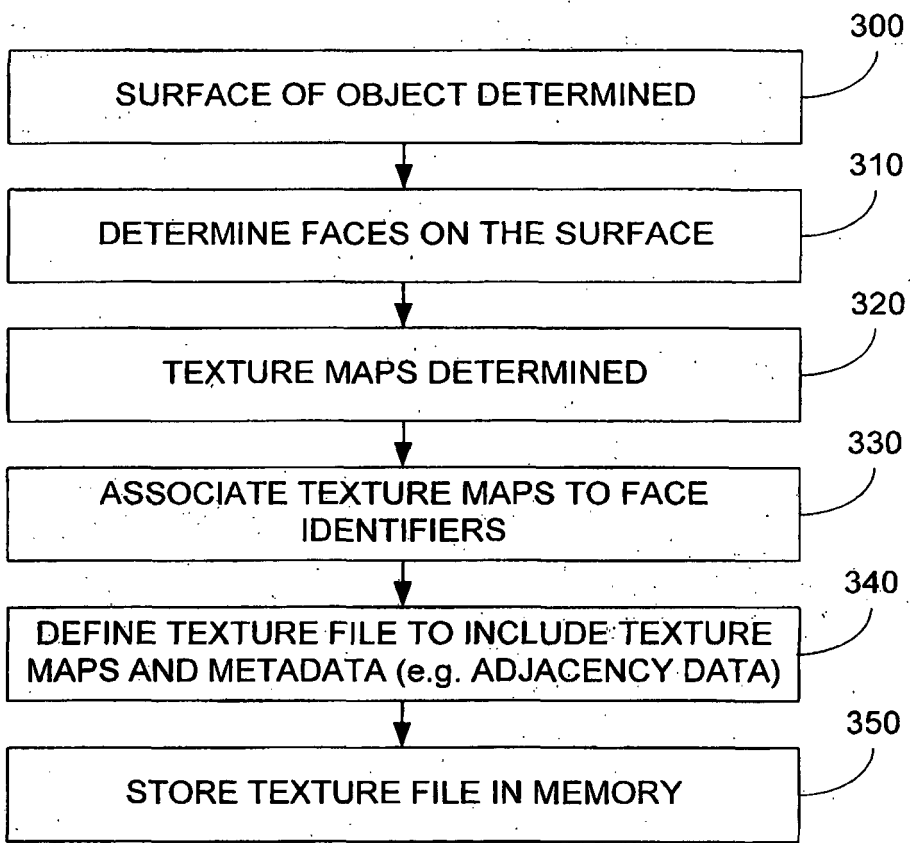 300
SURFACE OF OBJECT DETERMINED
310
DETERMINE FACES ON THE SURFACE
320
TEXTURE MAPS DETERMINED
330
ASSOCIATE TEXTURE MAPS TO FACE
IDENTIFIERS
340
DEFINE TEXTURE FILE TO INCLUDE TEXTURE
MAPS AND METADATA (e.g. ADJACENCY DATA)
350
STORE TEXTURE FILE IN MEMORY